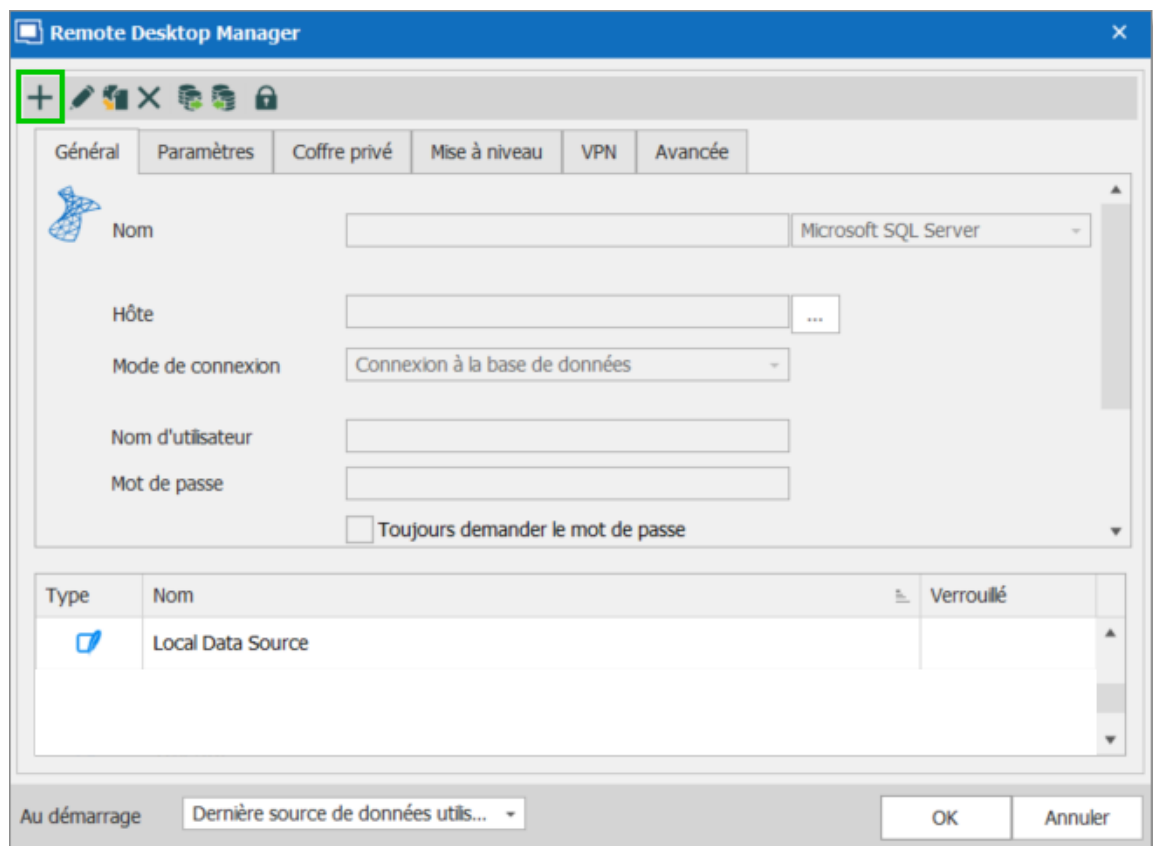 Remote Desktop Manager
Général Paramètres Coffre privé Mise à niveau VPN Avancée
Nom Microsoft SQL Server
Hôte ...
Mode de connexion Connexion à la base de données
Nom d'utilisateur
Mot de passe
Toujours demander le mot de passe
Type Nom Verrouillé
Local Data Source
Au démarrage Dernière source de données utilis... OK Annuler